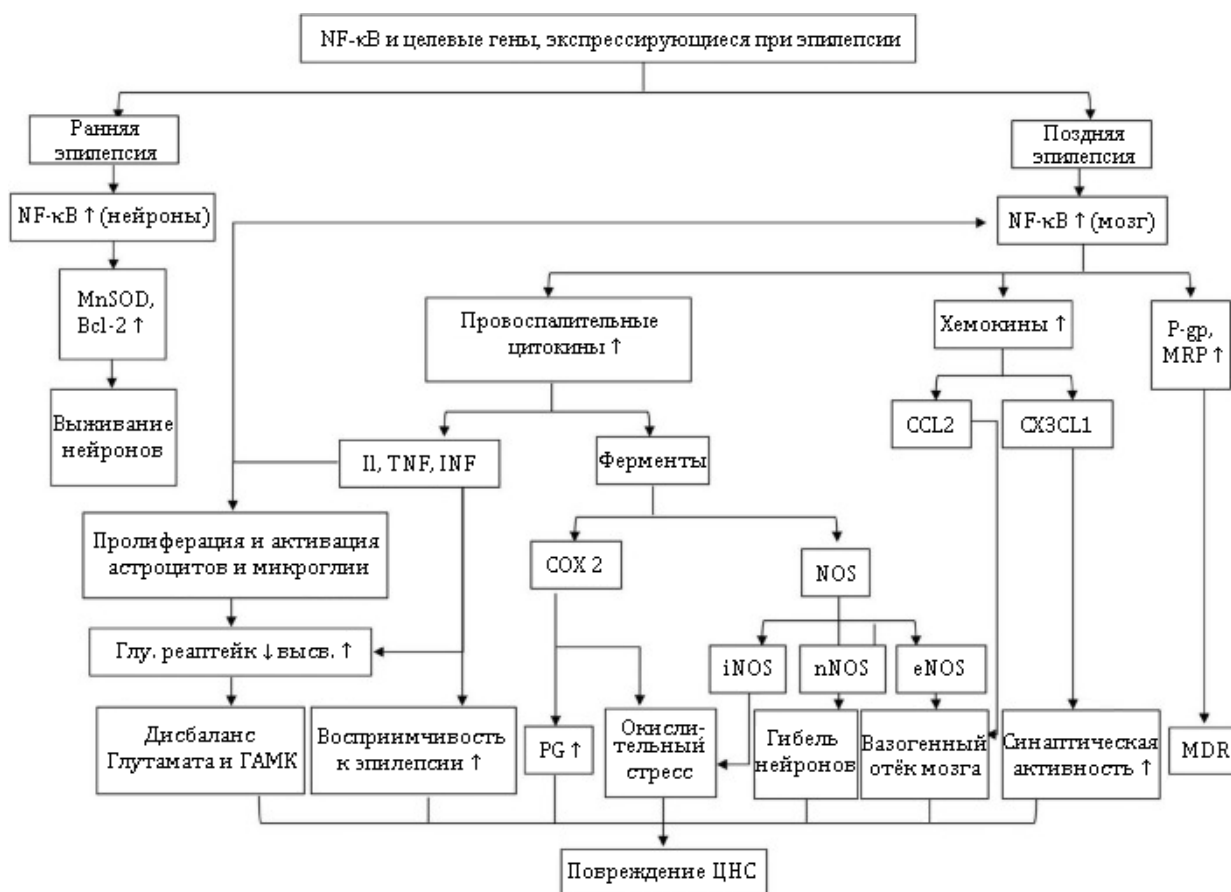 NF-κB и целевые гены, экспрессирующиеся при эпилепсии
Ранняя
эпилепсия
Поздняя
эпилепсия
NF-κB ↑ (нейроны)
NF-κB ↑ (мозг)
MnSOD,
Bcl-2 ↑
Провоспалительные
цитокины ↑
Хемокины ↑
P-gp,
MRP ↑
Выживание
нейронов
Il, TNF, INF
Ферменты
CCL2
CX3CL1
Пролиферация и активация
астроцитов и микроглии
COX 2
NOS
Глу. реаптейк ↓ высв. ↑
iNOS
nNOS
eNOS
Дисбаланс
Глутамата и ГАМК
Восприимчивость
к эпилепсии ↑
PG ↑
Окисли-
тельный
стресс
Гибель
нейронов
Вазогенный
отёк мозга
Синаптическая
активность ↑
MDR
Повреждение ЦНС